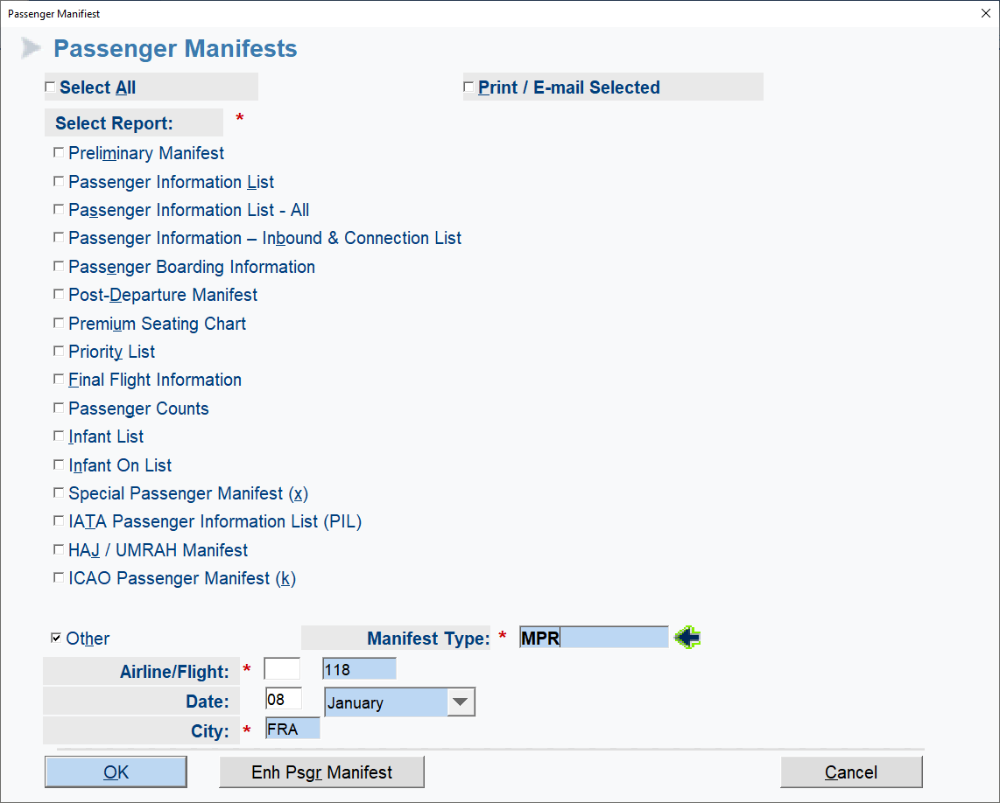 Passenger Manifiest
Passenger Manifests
Select All
Print / E-mail Selected
Select Report: *
Preliminary Manifest
Passenger Information List
Passenger Information List - All
Passenger Information – Inbound & Connection List
Passenger Boarding Information
Post-Departure Manifest
Premium Seating Chart
Priority List
Final Flight Information
Passenger Counts
Infant List
Infant On List
Special Passenger Manifest (x)
IATA Passenger Information List (PIL)
HAJ / UMRAH Manifest
ICAO Passenger Manifest (k)
Other Manifest Type: * MPR
Airline/Flight: * 118
Date: 08 January
City: * FRA
OK Enh Psgr Manifest Cancel